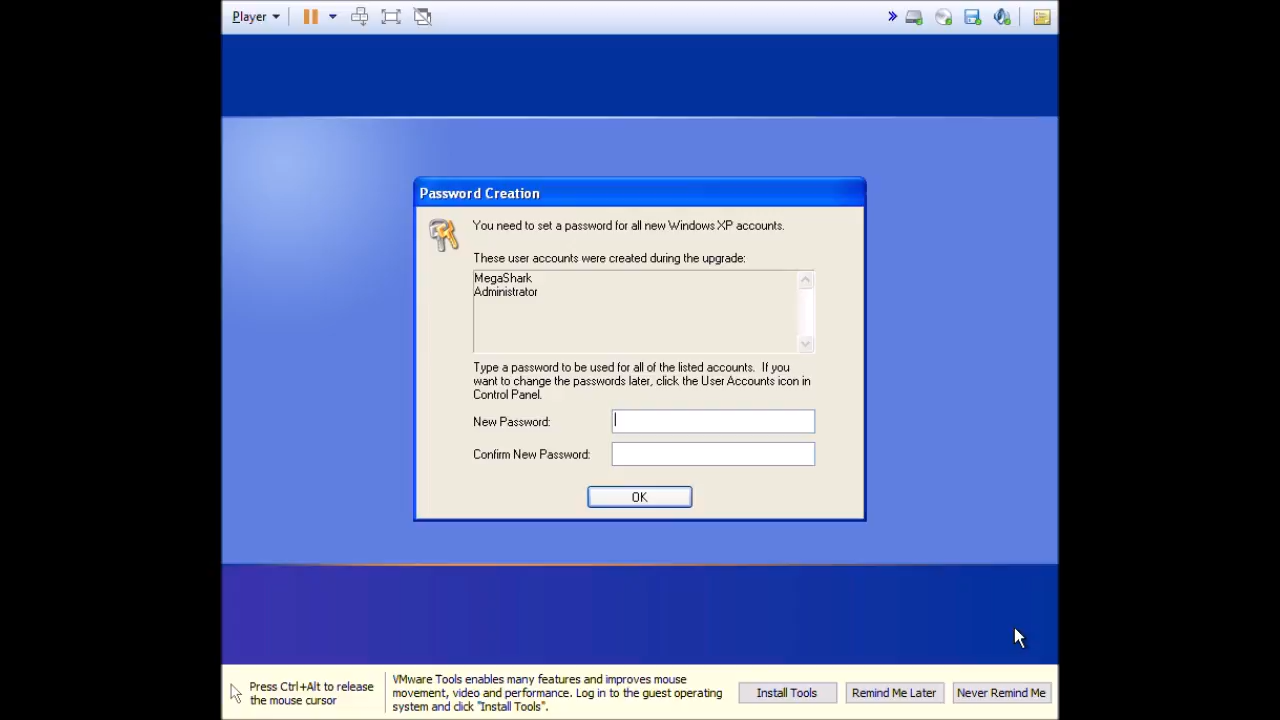 Player
Password Creation
You need to set a password for all new Windows XP accounts.
These user accounts were created during the upgrade:
MegaShark
Administrator
Type a password to be used for all of the listed accounts. If you
want to change the passwords later, click the User Accounts icon in
Control Panel.
New Password:
Confirm New Password:
OK
Press Ctrl+Alt to release
the mouse cursor
VMware Tools enables many features and improves mouse
movement, video and performance. Log in to the guest operating
system and click "Install Tools".
Install Tools
Remind Me Later
Never Remind Me